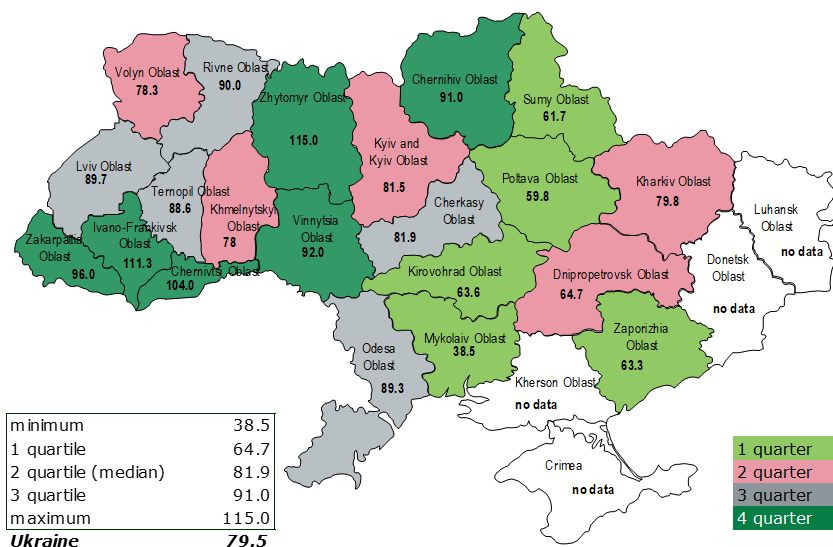 Volyn Oblast
78.3
Rivne Oblast
90.0
Zhytomyr Oblast
115.0
Kyiv and
Kyiv Oblast
81.5
Chernihiv Oblast
91.0
Sumy Oblast
61.7
Lviv Oblast
89.7
Ternopil Oblast
88.6
Khmelnytskyi
Oblast
78
Vinnytsia
Oblast
92.0
Cherkasy
Oblast
81.9
Poltava Oblast
59.8
Kharkiv Oblast
79.8
Luhansk
Oblast
no data
Donetsk
Oblast
no data
Zakarpattia
Oblast
96.0
Ivano-Frankivsk
Oblast
111.3
Chernivtsi Oblast
104.0
Kirovohrad Oblast
63.6
Dnipropetrovsk Oblast
64.7
Zaporizhia
Oblast
63.3
Mykolaiv Oblast
38.5
Odesa
Oblast
89.3
Kherson Oblast
no data
Crimea
no data
minimum 38.5
1 quartile 64.7
2 quartile (median) 81.9
3 quartile 91.0
maximum 115.0
Ukraine 79.5
1 quarter
2 quarter
3 quarter
4 quarter